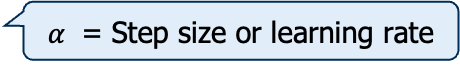 α = Step size or learning rate